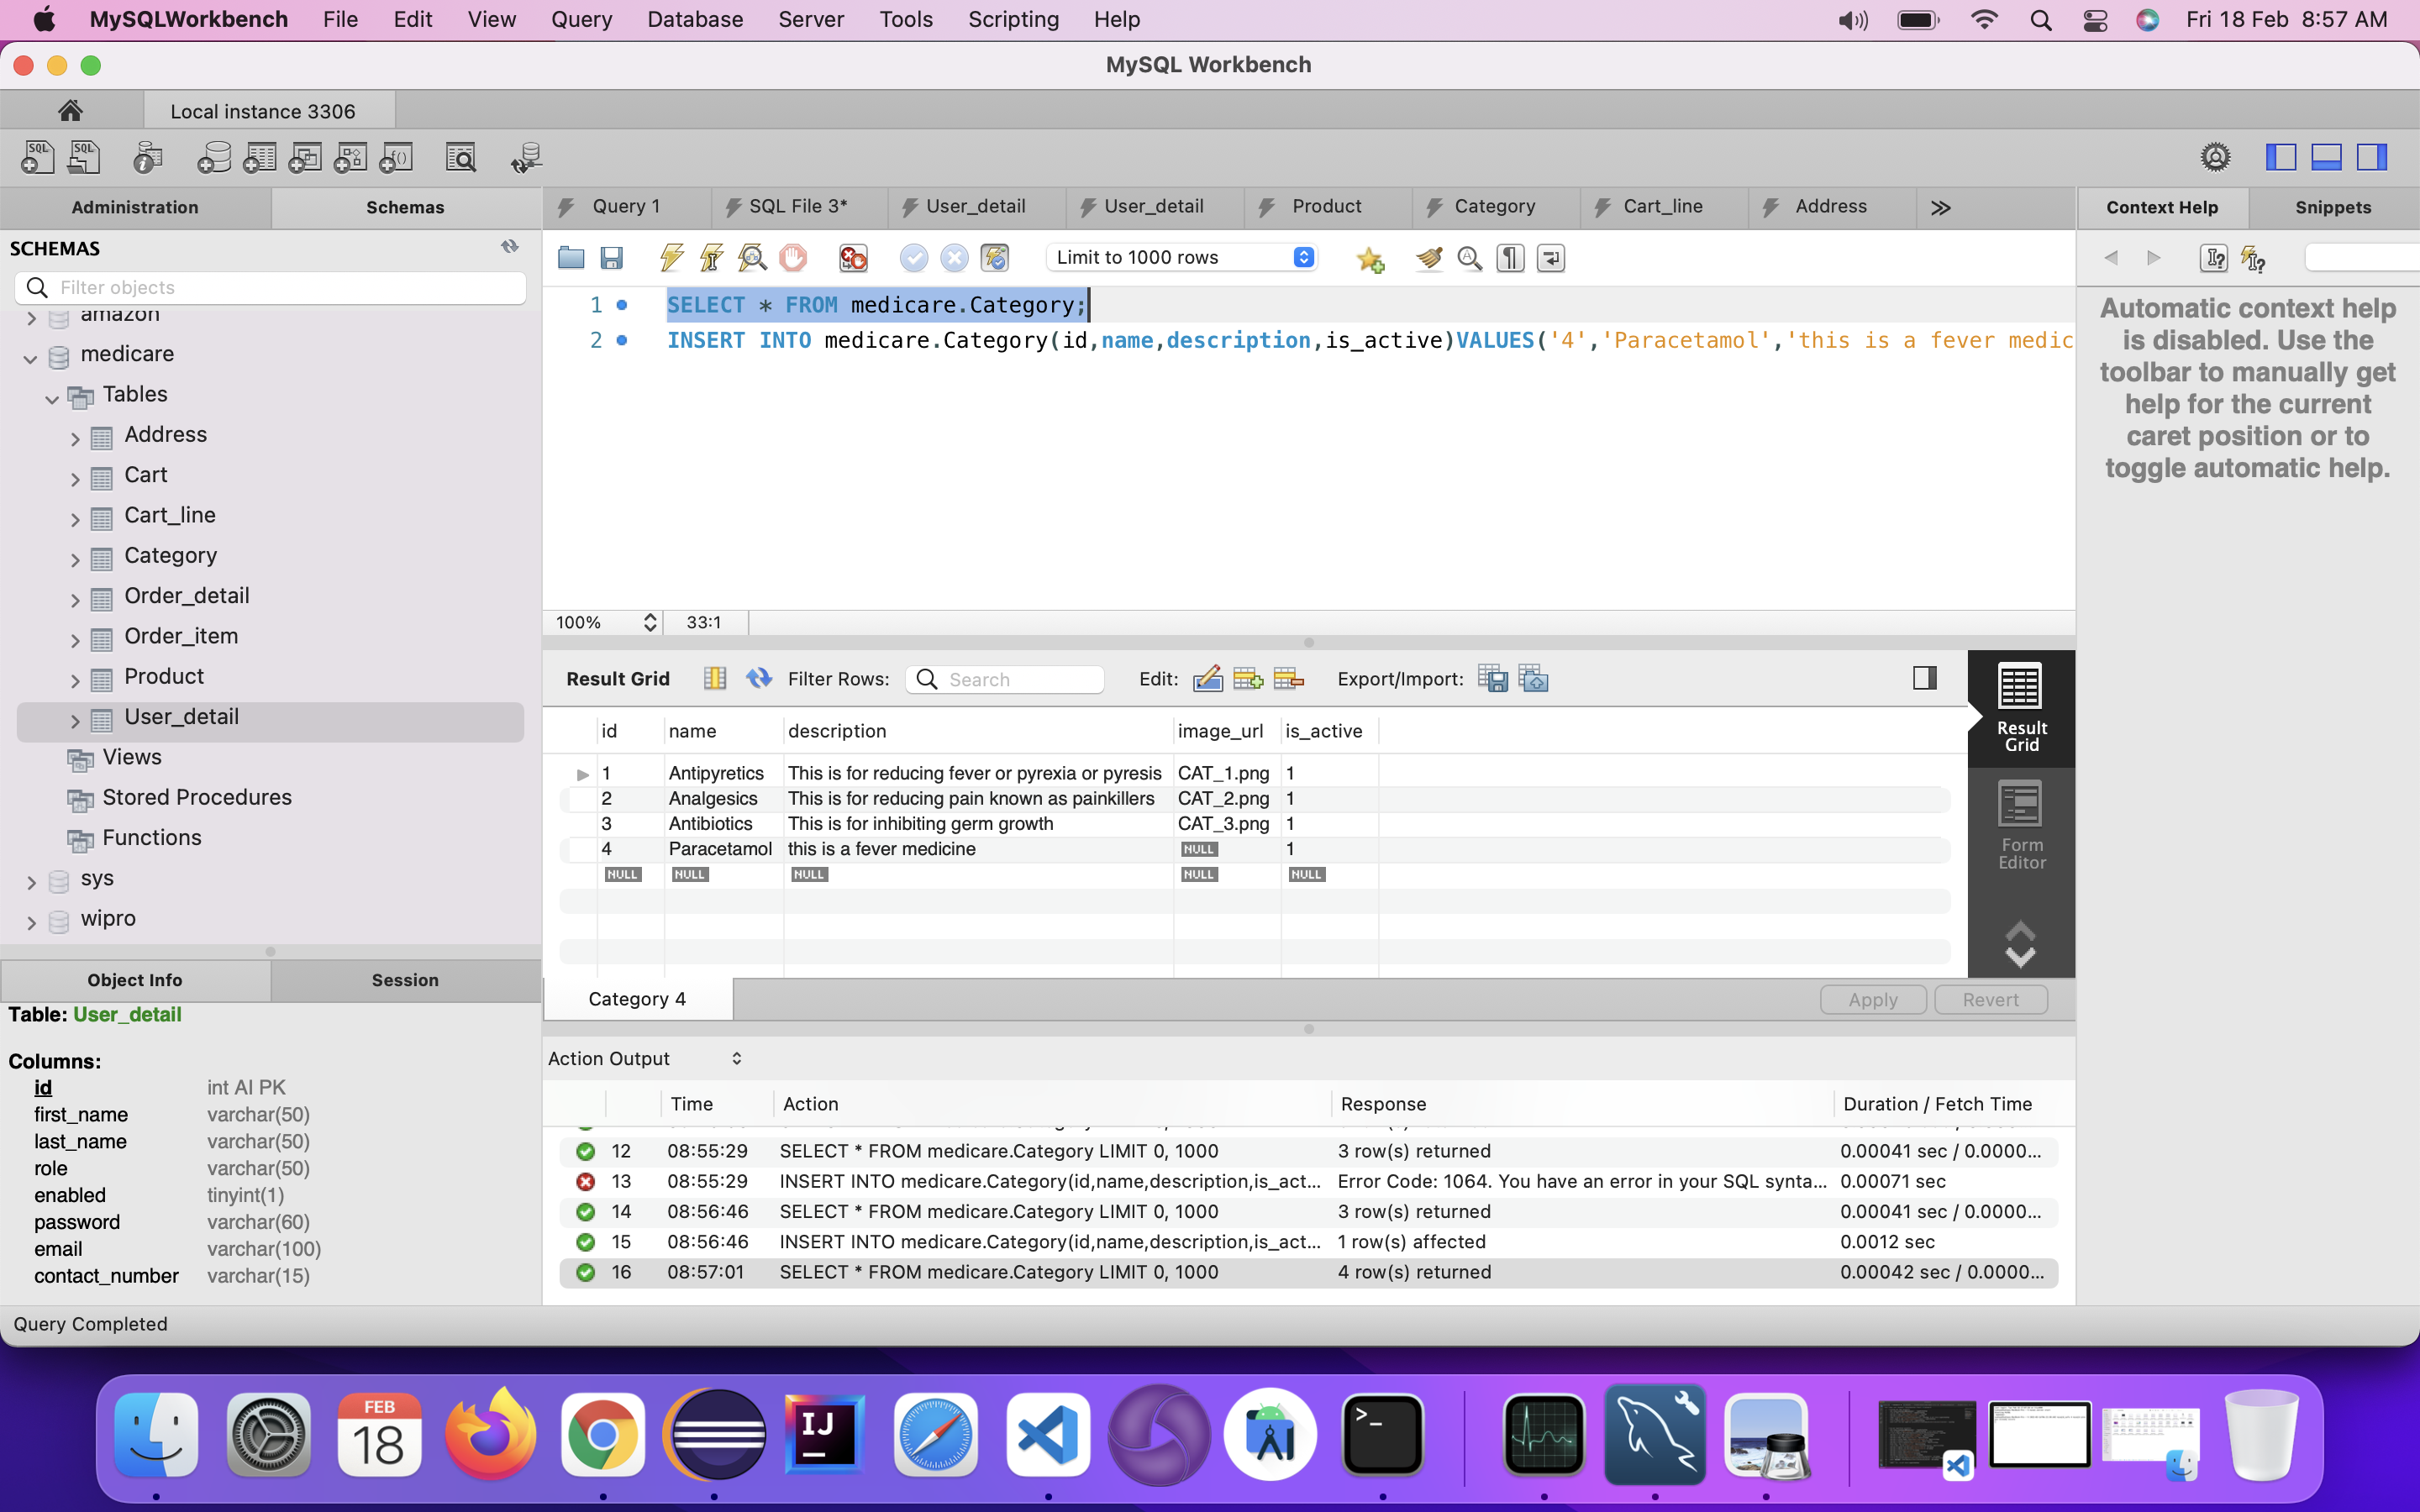 MySQLWorkbench File Edit View Query Database Server Tools Scripting Help Fri 18 Feb 8:57 AM
MySQL Workbench
Local instance 3306
Administration Schemas
Query 1 SQL File 3* User_detail User_detail Product Category Cart_line Address
Context Help Snippets
SCHEMAS
Filter objects
amazon
medicare
Tables
Address
Cart
Cart_line
Category
Order_detail
Order_item
Product
User_detail
Views
Stored Procedures
Functions
sys
wipro
Object Info Session
Table: User_detail
Columns:
id int AI PK
first_name varchar(50)
last_name varchar(50)
role varchar(50)
enabled tinyint(1)
password varchar(60)
email varchar(100)
contact_number varchar(15)
Limit to 1000 rows
1 SELECT * FROM medicare.Category;
2 INSERT INTO medicare.Category(id,name,description,is_active)VALUES('4','Paracetamol','this is a fever medic
100% 33:1
Result Grid Filter Rows: Search Edit: Export/Import:
id name description image_url is_active
1 Antipyretics This is for reducing fever or pyrexia or pyresis CAT_1.png 1
2 Analgesics This is for reducing pain known as painkillers CAT_2.png 1
3 Antibiotics This is for inhibiting germ growth CAT_3.png 1
4 Paracetamol this is a fever medicine NULL 1
NULL NULL NULL NULL NULL
Result
Grid
Form
Editor
Category 4 Apply Revert
Action Output
Time Action Response Duration / Fetch Time
12 08:55:29 SELECT * FROM medicare.Category LIMIT 0, 1000 3 row(s) returned 0.00041 sec / 0.0000...
13 08:55:29 INSERT INTO medicare.Category(id,name,description,is_act... Error Code: 1064. You have an error in your SQL synta... 0.00071 sec
14 08:56:46 SELECT * FROM medicare.Category LIMIT 0, 1000 3 row(s) returned 0.00041 sec / 0.0000...
15 08:56:46 INSERT INTO medicare.Category(id,name,description,is_act... 1 row(s) affected 0.0012 sec
16 08:57:01 SELECT * FROM medicare.Category LIMIT 0, 1000 4 row(s) returned 0.00042 sec / 0.0000...
Automatic context help
is disabled. Use the
toolbar to manually get
help for the current
caret position or to
toggle automatic help.
Query Completed
FEB
18
IJ